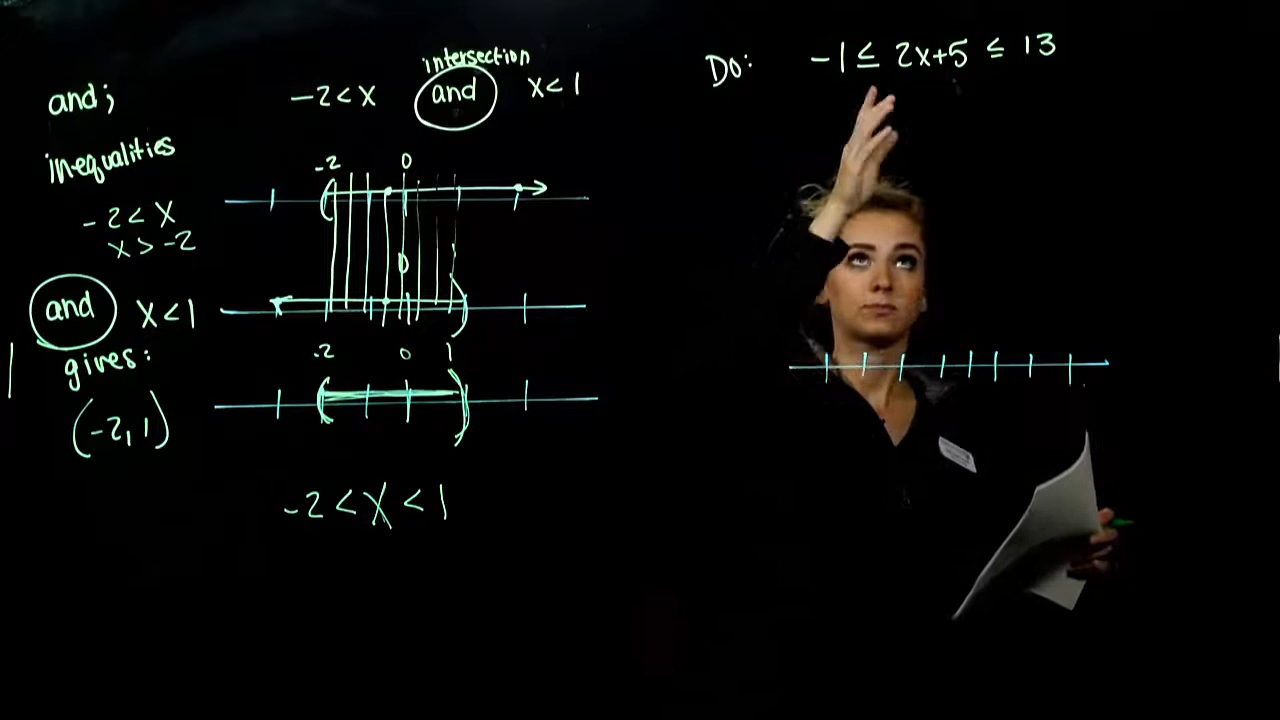 and;
inequalities
-2 < x
x > -2
and x < 1
gives:
(-2, 1)
intersection
-2 < x and x < 1
-2 0
0
-2 0 1
-2 < x < 1
Do: -1 ≤ 2x+5 ≤ 13